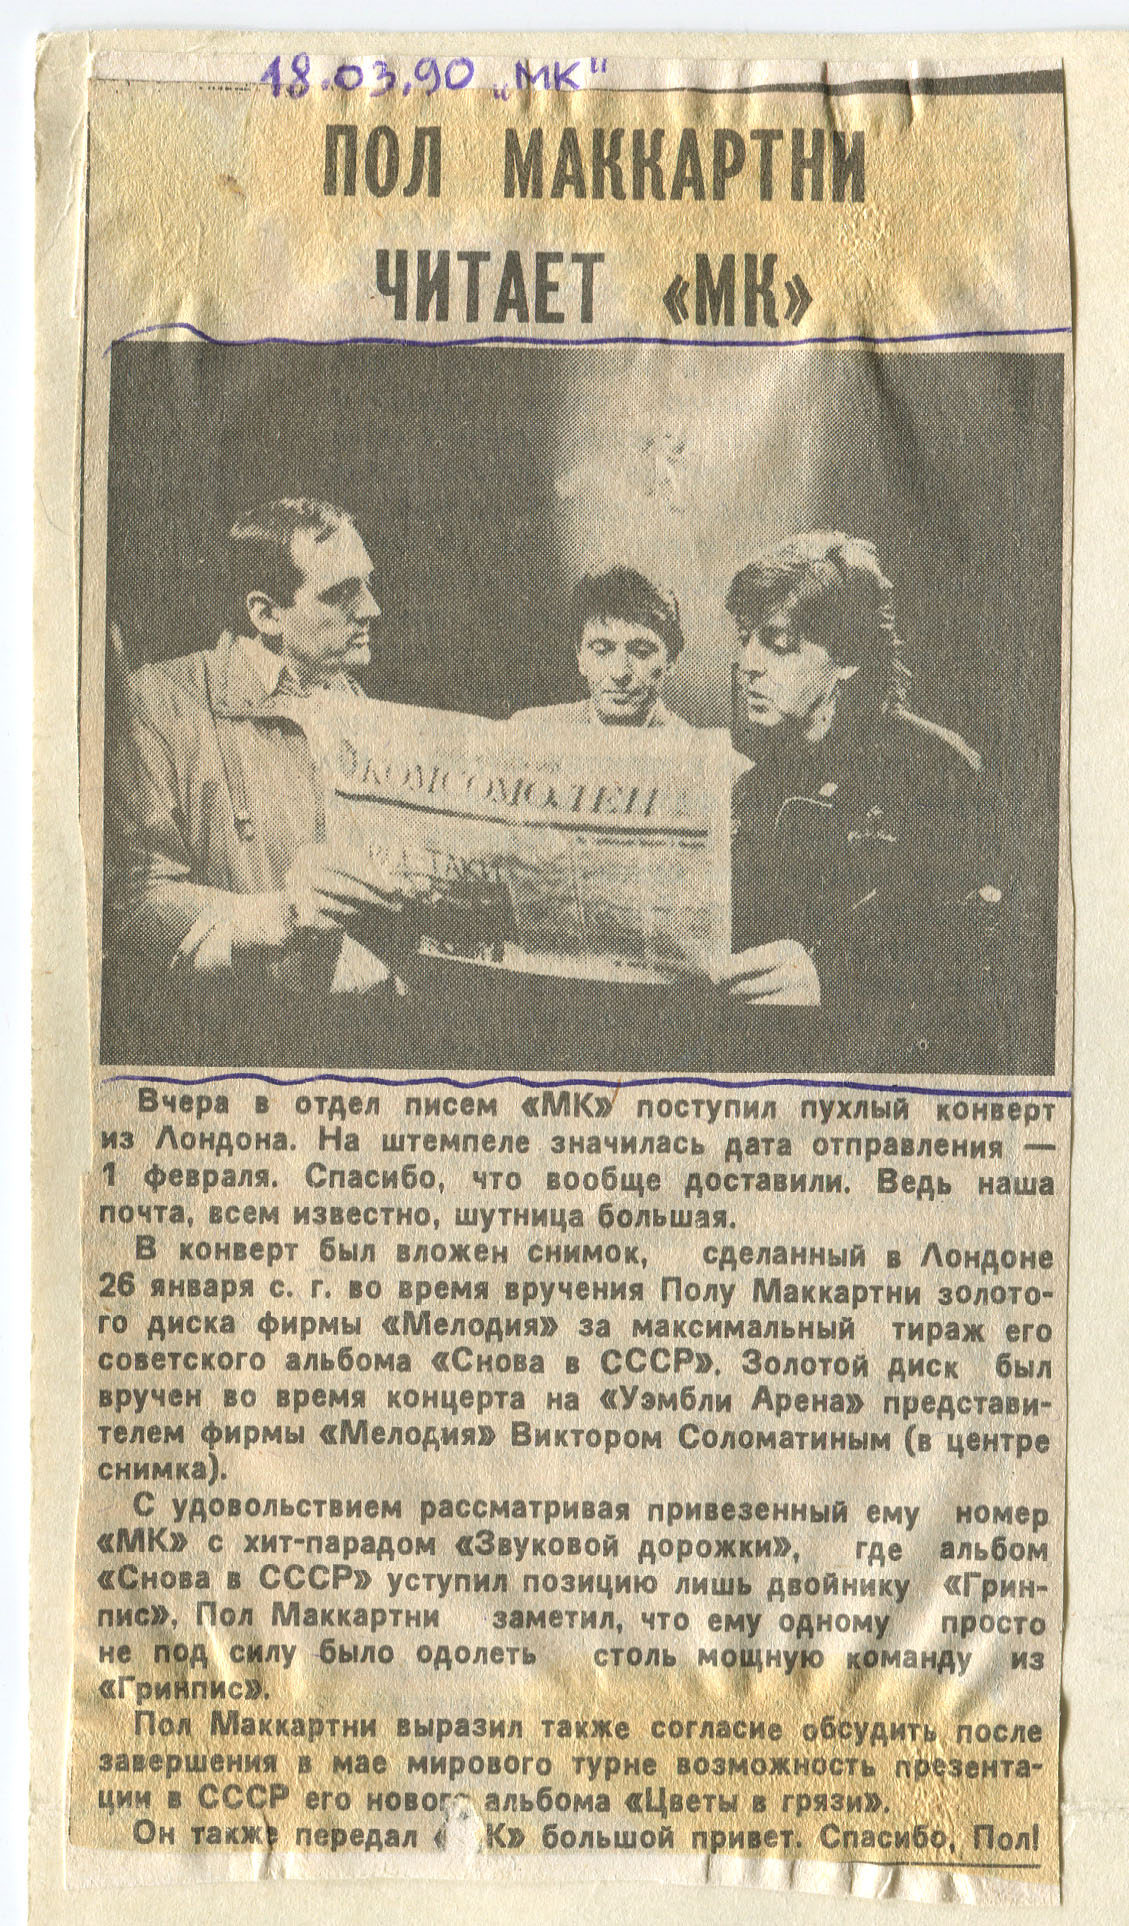 18.03.90 „МК"
ПОЛ МАККАРТНИ
ЧИТАЕТ «МК»
КОМСОМОЛЕЦ
Вчера в отдел писем «МК» поступил пухлый конверт
из Лондона. На штемпеле значилась дата отправления —
1 февраля. Спасибо, что вообще доставили. Ведь наша
почта, всем известно, шутница большая.
В конверт был вложен снимок, сделанный в Лондоне
26 января с. г. во время вручения Полу Маккартни золото-
го диска фирмы «Мелодия» за максимальный тираж его
советского альбома «Снова в СССР». Золотой диск был
вручен во время концерта на «Уэмбли Арена» представи-
телем фирмы «Мелодия» Виктором Соломатиным (в центре
снимка).
С удовольствием рассматривая привезенный ему номер
«МК» с хит-парадом «Звуковой дорожки», где альбом
«Снова в СССР» уступил позицию лишь двойнику «Грин-
пис», Пол Маккартни заметил, что ему одному просто
не под силу было одолеть столь мощную команду из
«Гринпис».
Пол Маккартни выразил также согласие обсудить после
завершения в мае мирового турне возможность презента-
ции в СССР его нового альбома «Цветы в грязи».
Он также передал «МК» большой привет. Спасибо, Пол!